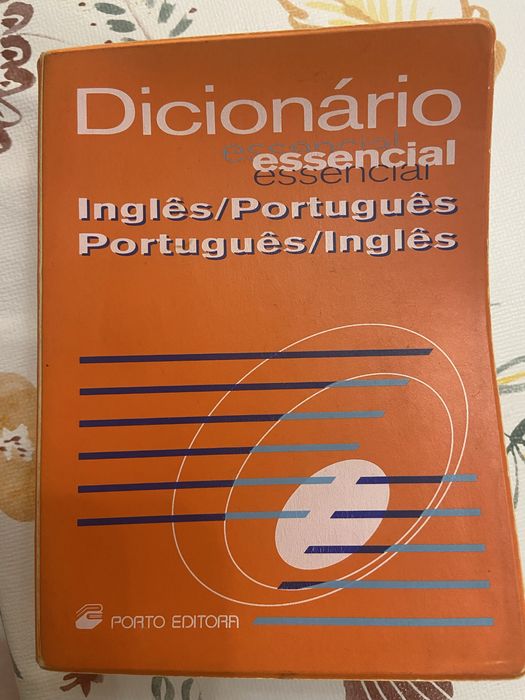 Dicionário
essencial
essencial
essencial
Inglês/Português
Português/Inglês
PORTO EDITORA